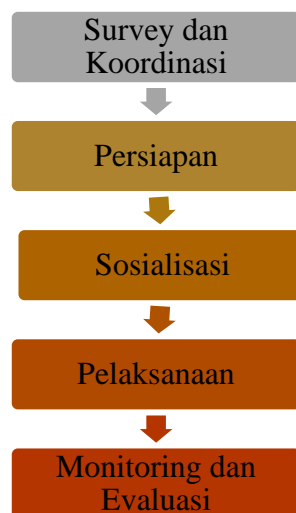 Survey dan
Koordinasi
Persiapan
Sosialisasi
Pelaksanaan
Monitoring dan
Evaluasi